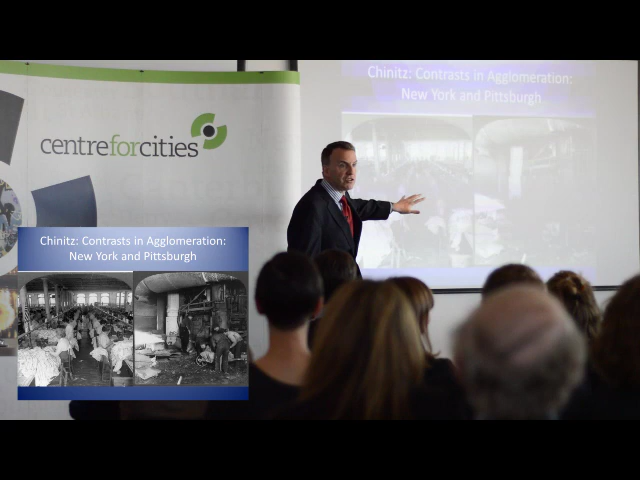 centreforcities
Chinitz: Contrasts in Agglomeration:
New York and Pittsburgh
Chinitz: Contrasts in Agglomeration:
New York and Pittsburgh